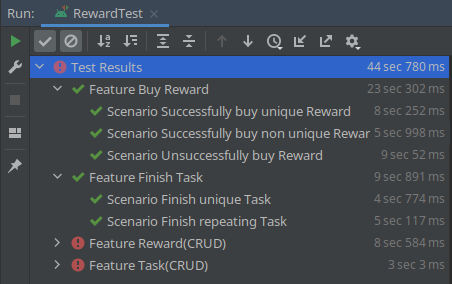 Run: RewardTest
Test Results 44 sec 780 ms
Feature Buy Reward 23 sec 302 ms
Scenario Successfully buy unique Reward 8 sec 252 ms
Scenario Successfully buy non unique Rewar 5 sec 998 ms
Scenario Unsuccessfully buy Reward 9 sec 52 ms
Feature Finish Task 9 sec 891 ms
Scenario Finish unique Task 4 sec 774 ms
Scenario Finish repeating Task 5 sec 117 ms
Feature Reward(CRUD) 8 sec 584 ms
Feature Task(CRUD) 3 sec 3 ms